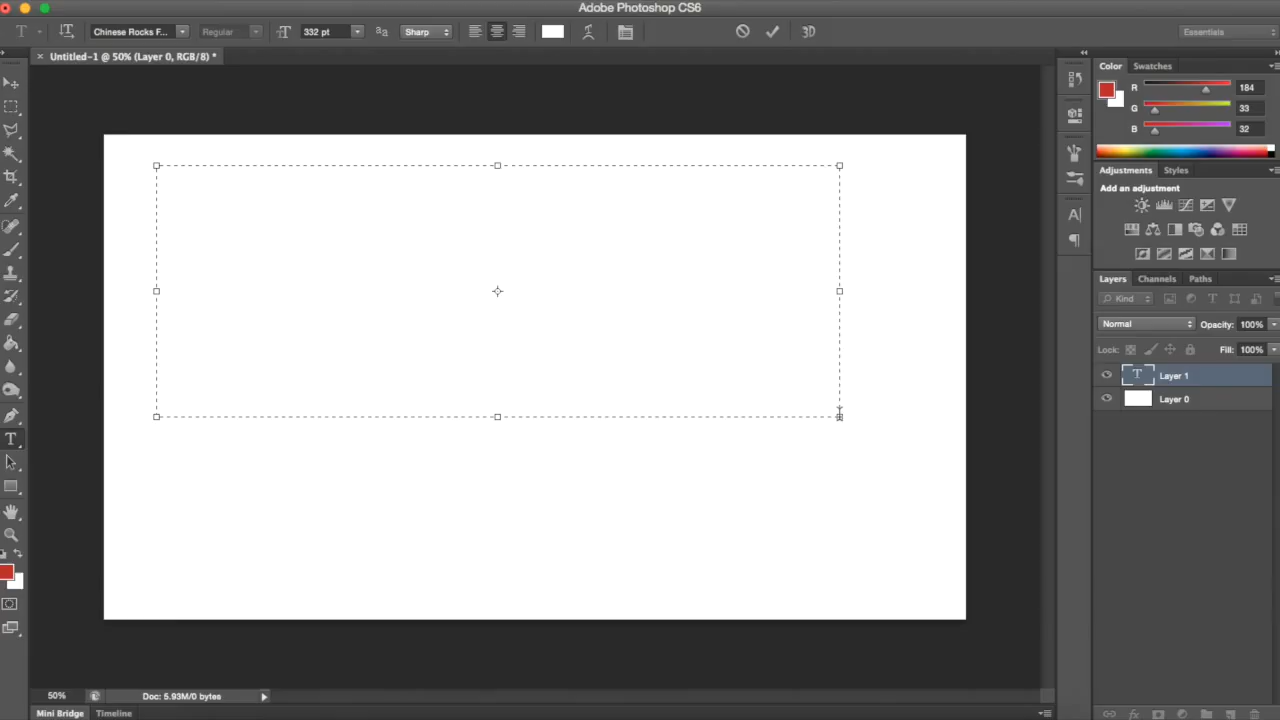 Adobe Photoshop CS6
T Chinese Rocks F... Regular 332 pt aa Sharp 3D Essentials
Untitled-1 @ 50% (Layer 0, RGB/8) *
Color Swatches
R 184
G 33
B 32
Adjustments Styles
Add an adjustment
Layers Channels Paths
Kind
Normal Opacity: 100%
Lock: Fill: 100%
T Layer 1
Layer 0
50% Doc: 5.93M/0 bytes
Mini Bridge Timeline